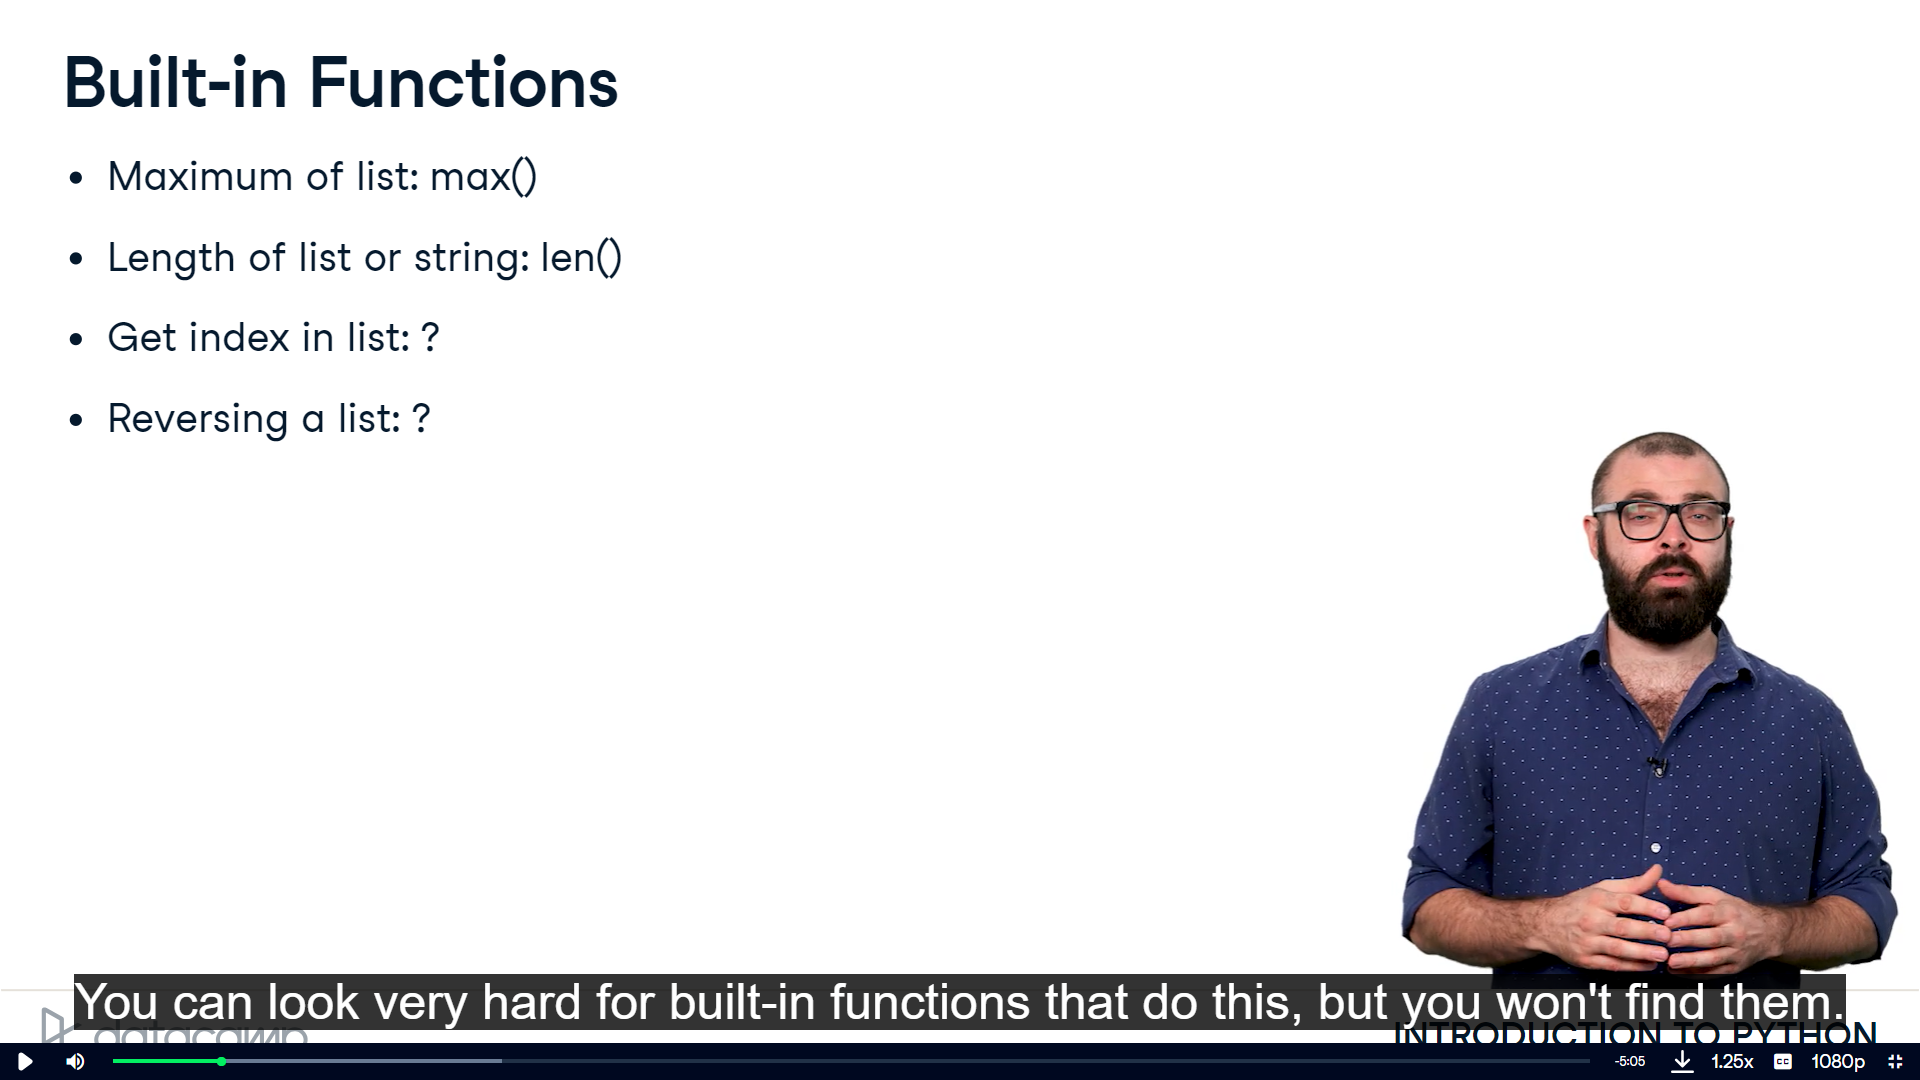 Built-in Functions
• Maximum of list: max()
• Length of list or string: len()
• Get index in list: ?
• Reversing a list: ?
You can look very hard for built-in functions that do this, but you won't find them.
datacamp
INTRODUCTION TO PYTHON
-5:05
1.25x
CC
1080p